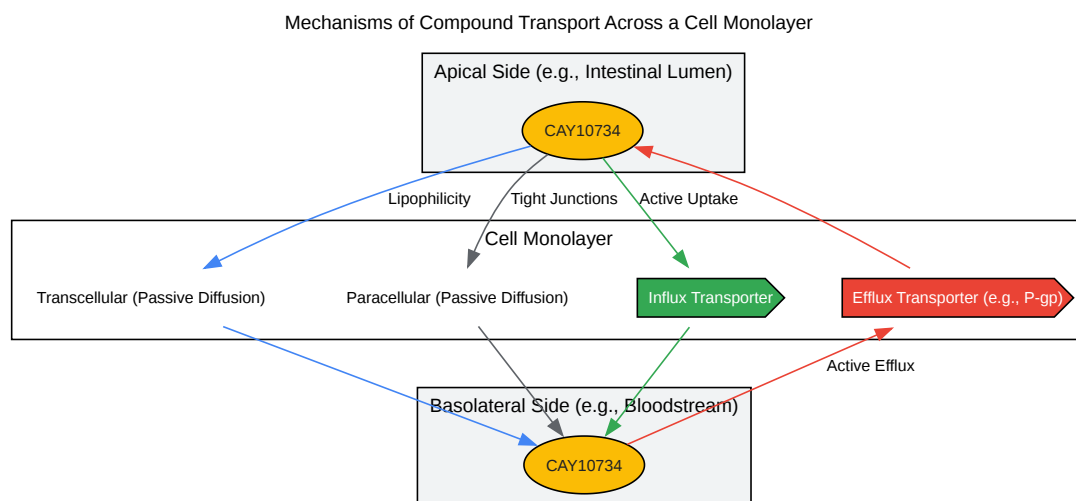 Mechanisms of Compound Transport Across a Cell Monolayer
Apical Side (e.g., Intestinal Lumen)
CAY10734
Lipophilicity
Tight Junctions
Active Uptake
Cell Monolayer
Transcellular (Passive Diffusion)
Paracellular (Passive Diffusion)
Influx Transporter
Efflux Transporter (e.g., P-gp)
Active Efflux
Basolateral Side (e.g., Bloodstream)
CAY10734